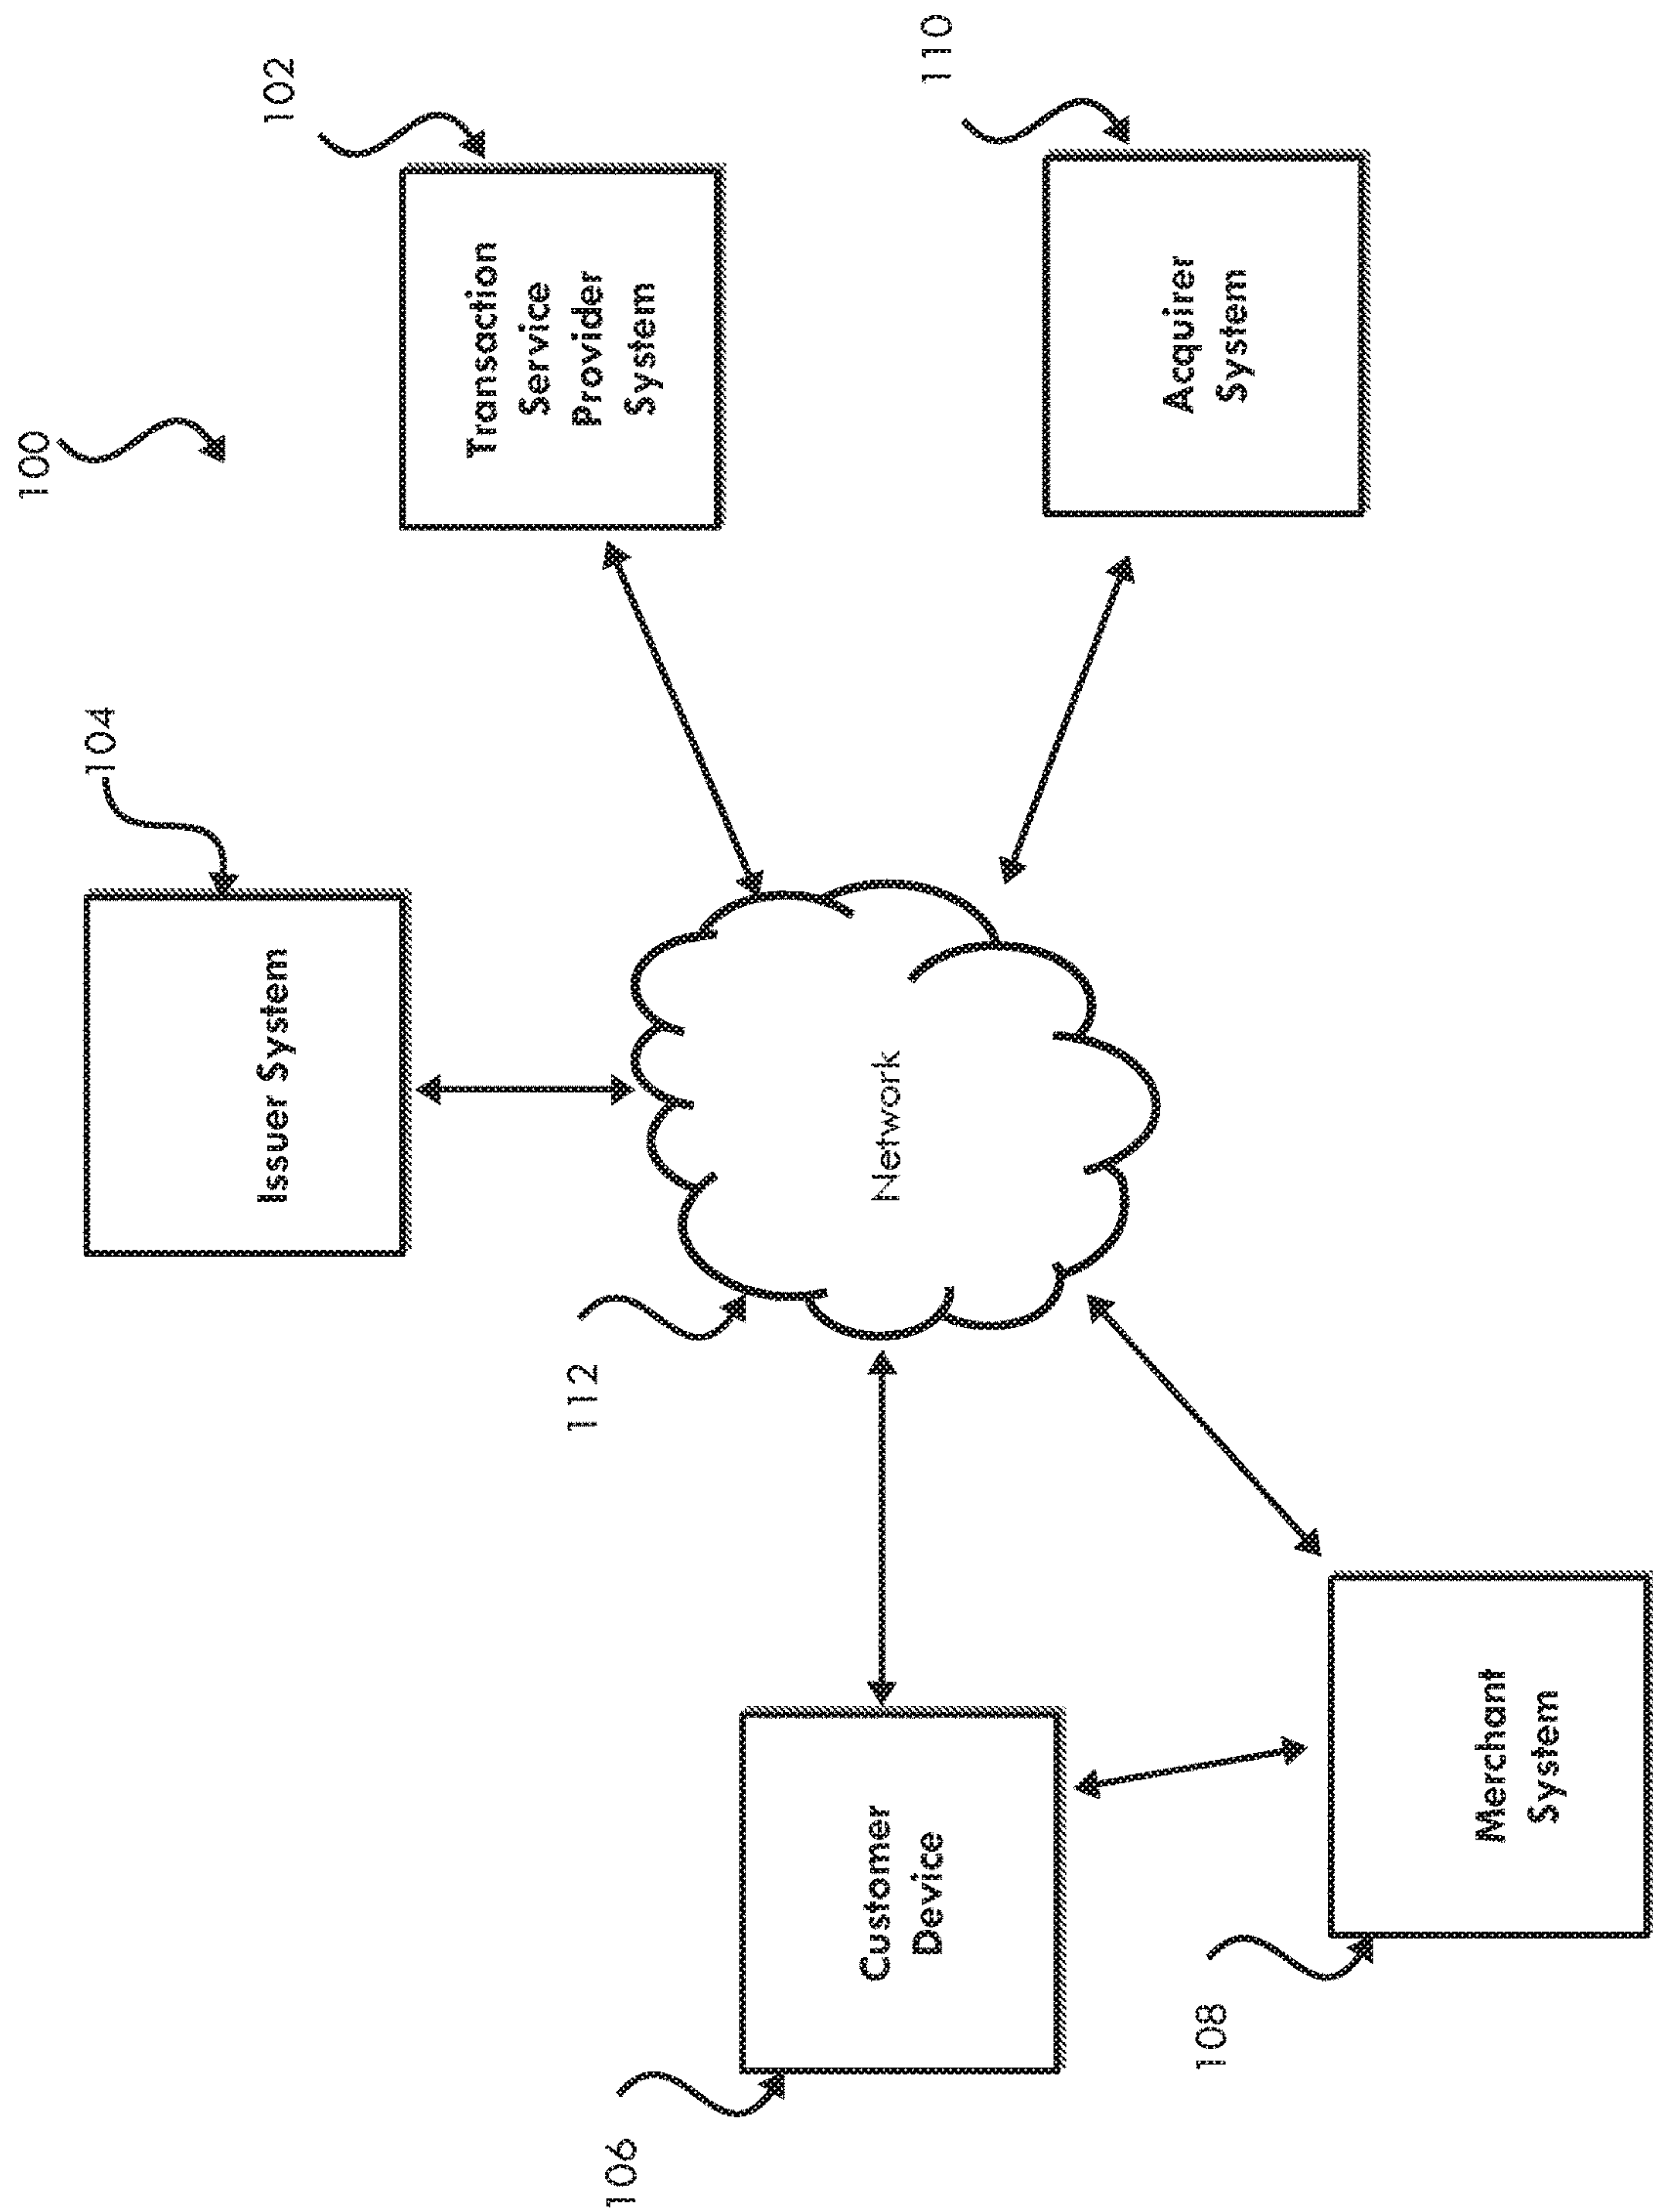 100
102
104
Transaction
Service
Provider
System
Issuer System
110
Acquirer
System
112
Network
106
Customer
Device
108
Merchant
System